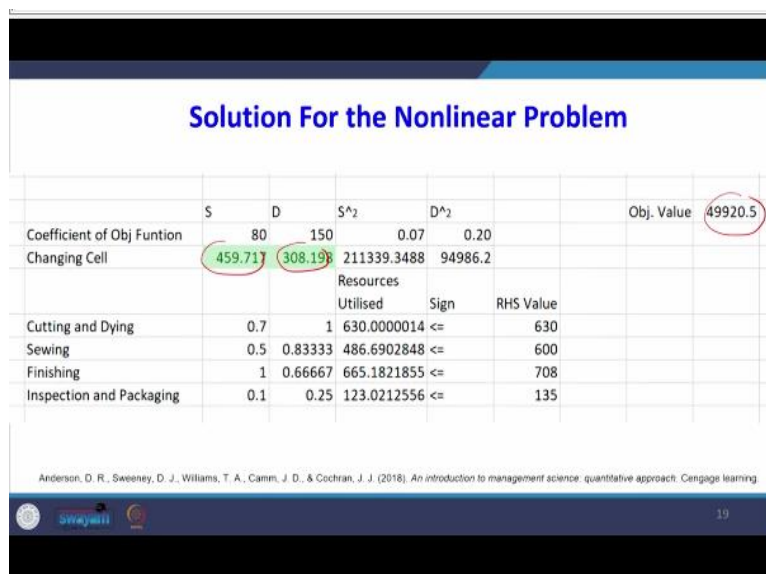 Solution For the Nonlinear Problem
S D S^2 D^2 Obj. Value 49920.5
Coefficient of Obj Funtion 80 150 0.07 0.20
Changing Cell 459.717 308.198 211339.3488 94986.2
Resources
Utilised Sign RHS Value
Cutting and Dying 0.7 1 630.0000014 <= 630
Sewing 0.5 0.83333 486.6902848 <= 600
Finishing 1 0.66667 665.1821855 <= 708
Inspection and Packaging 0.1 0.25 123.0212556 <= 135
Anderson, D. R., Sweeney, D. J., Williams, T. A., Camm, J. D., & Cochran, J. J. (2018). An introduction to management science: quantitative approach. Cengage learning.
swayam 19